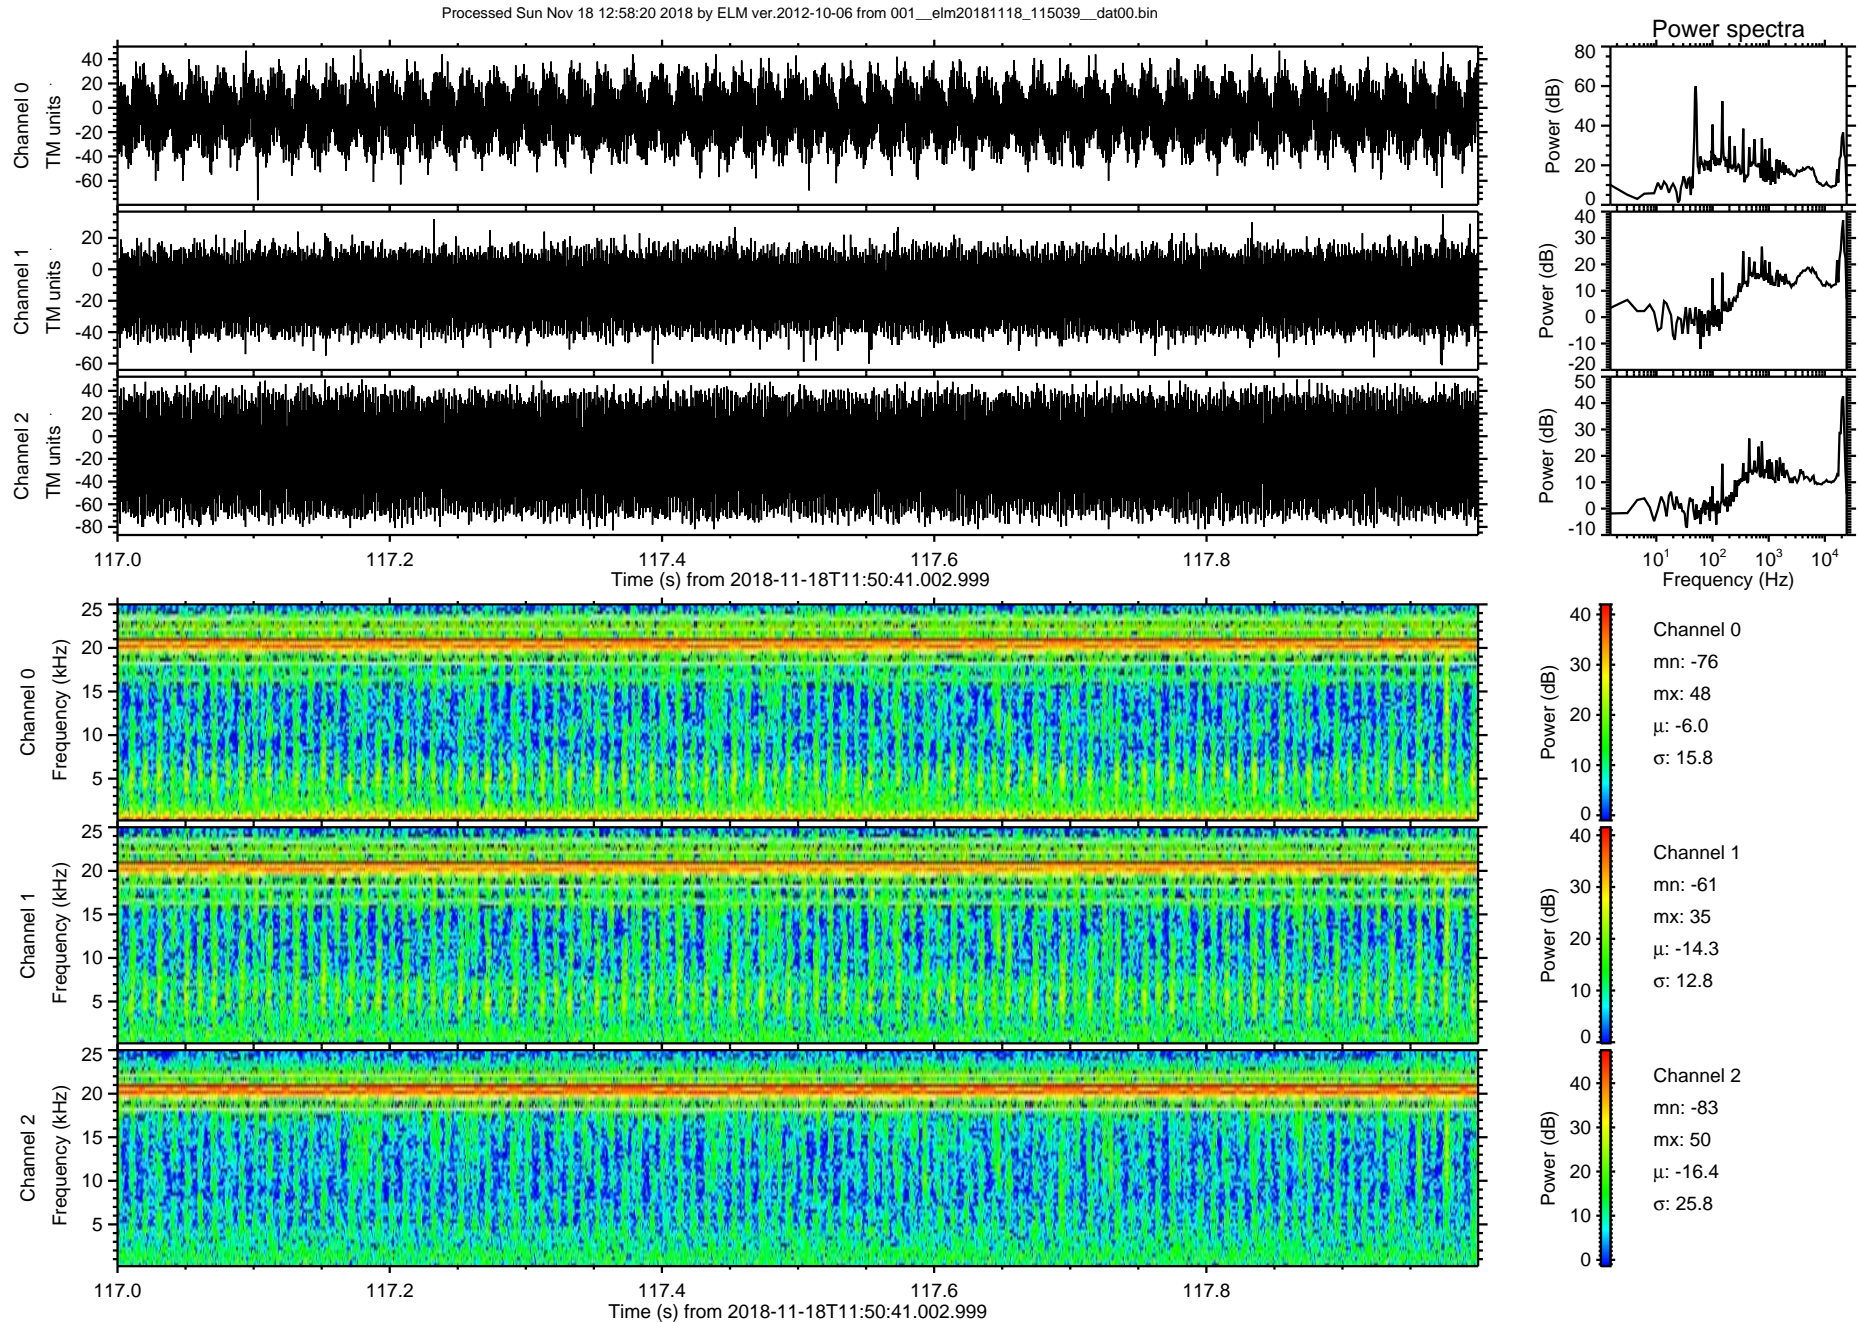 Processed Sun Nov 18 12:58:20 2018 by ELM ver.2012-10-06 from 001__elm20181118_115039__dat00.bin
Power spectra
Channel 0
TM units
40
20
0
-20
-40
-60
Power (dB)
80
60
40
20
0
Channel 1
TM units
20
0
-20
-40
-60
Power (dB)
40
30
20
10
0
-10
-20
Channel 2
TM units
40
20
0
-20
-40
-60
-80
Power (dB)
50
40
30
20
10
0
-10
117.0 117.2 117.4 117.6 117.8
Time (s) from 2018-11-18T11:50:41.002.999
10¹ 10² 10³ 10⁴
Frequency (Hz)
Channel 0
Frequency (kHz)
25
20
15
10
5
Power (dB)
40
30
20
10
0
Channel 0
mn: -76
mx: 48
µ: -6.0
σ: 15.8
Channel 1
Frequency (kHz)
25
20
15
10
5
Power (dB)
40
30
20
10
0
Channel 1
mn: -61
mx: 35
µ: -14.3
σ: 12.8
Channel 2
Frequency (kHz)
25
20
15
10
5
Power (dB)
40
30
20
10
0
Channel 2
mn: -83
mx: 50
µ: -16.4
σ: 25.8
117.0 117.2 117.4 117.6 117.8
Time (s) from 2018-11-18T11:50:41.002.999